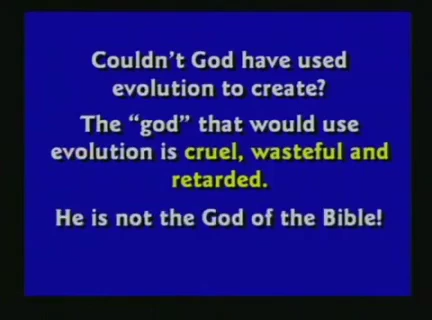 Couldn't God have used
evolution to create?
The "god" that would use
evolution is cruel, wasteful and
retarded.
He is not the God of the Bible!